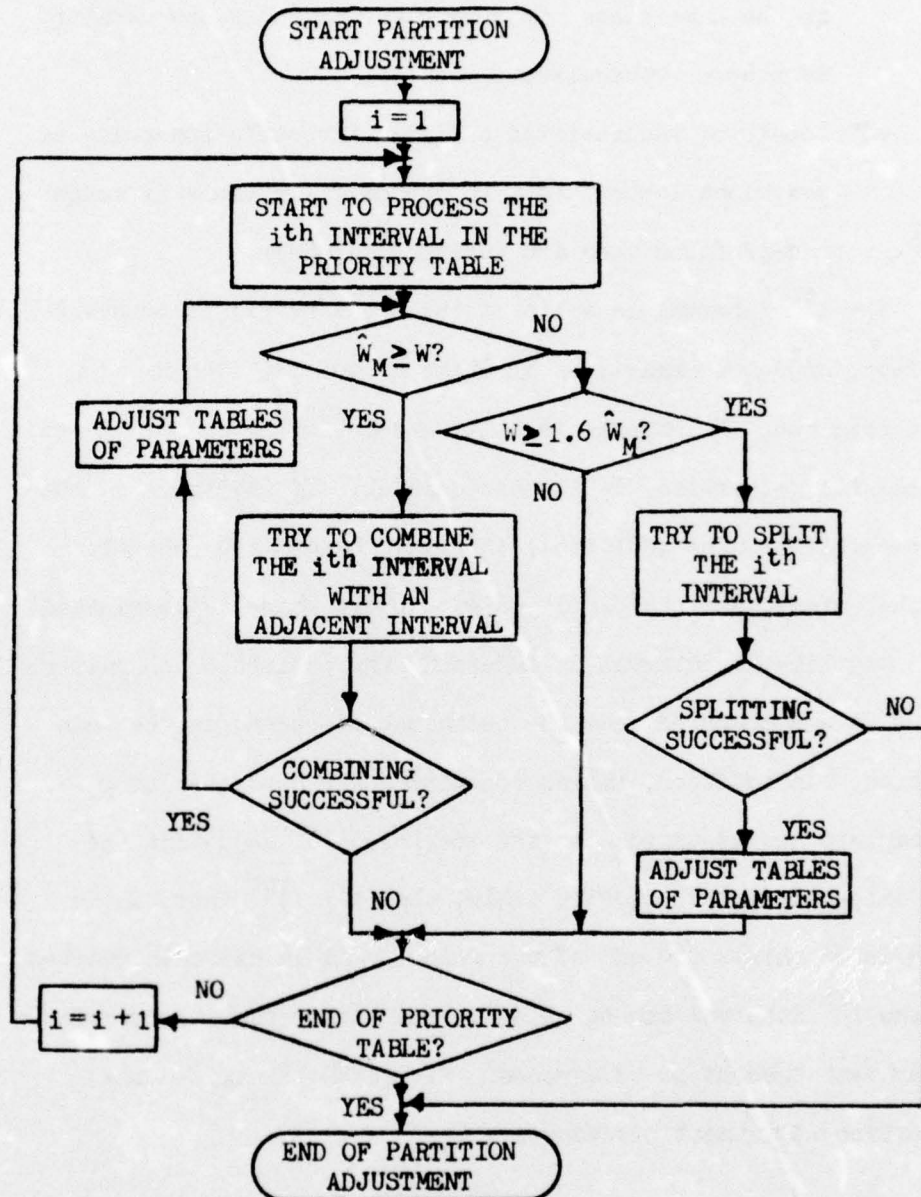 START PARTITION
ADJUSTMENT
i = 1
START TO PROCESS THE
ith INTERVAL IN THE
PRIORITY TABLE
ŴM ≥ W?
NO
YES
ADJUST TABLES
OF PARAMETERS
W ≥ 1.6 ŴM?
YES
NO
TRY TO COMBINE
THE ith INTERVAL
WITH AN
ADJACENT INTERVAL
TRY TO SPLIT
THE ith
INTERVAL
SPLITTING
SUCCESSFUL?
NO
YES
COMBINING
SUCCESSFUL?
YES
NO
ADJUST TABLES
OF PARAMETERS
END OF PRIORITY
TABLE?
NO
i = i + 1
YES
END OF PARTITION
ADJUSTMENT